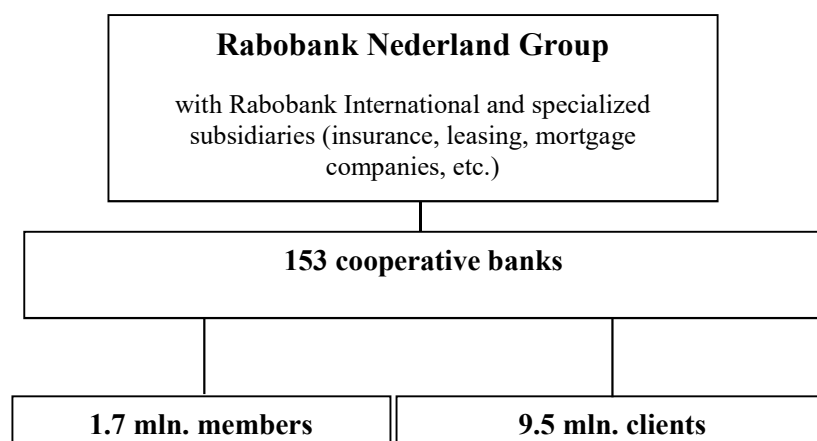 Rabobank Nederland Group
with Rabobank International and specialized
subsidiaries (insurance, leasing, mortgage
companies, etc.)
153 cooperative banks
1.7 mln. members
9.5 mln. clients